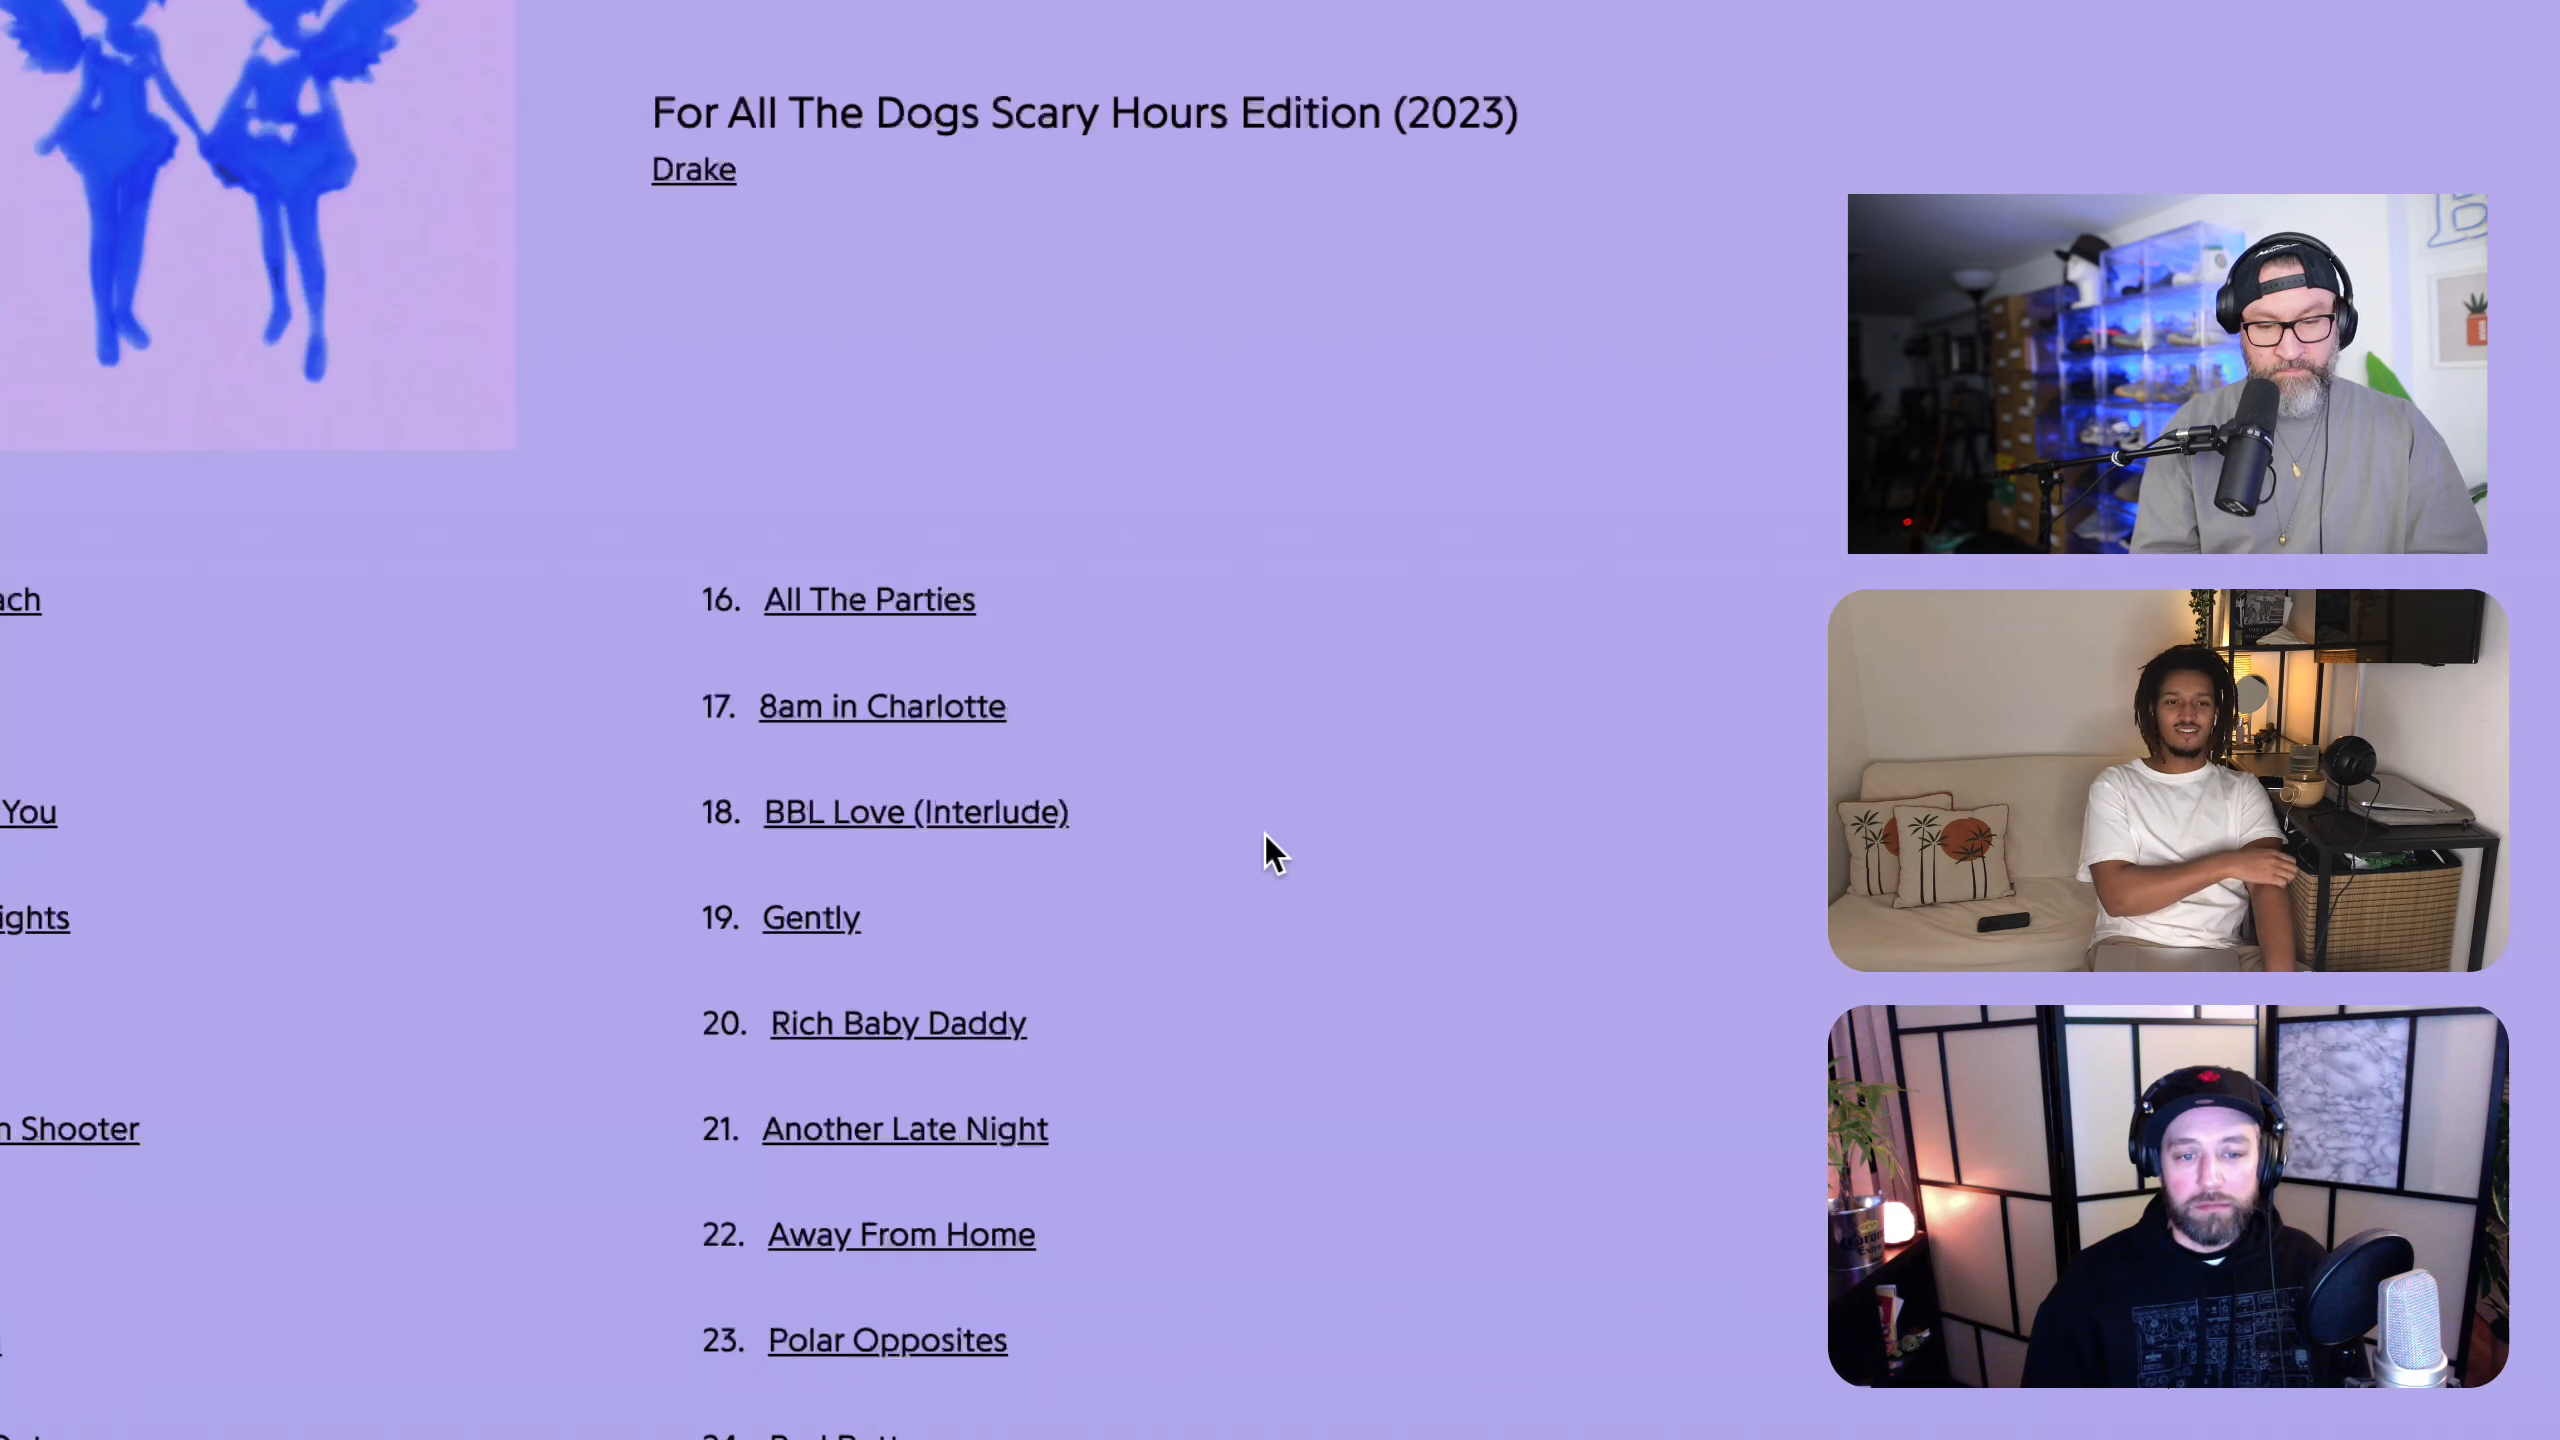 For All The Dogs Scary Hours Edition (2023)
Drake
ach
You
ights
n Shooter
16. All The Parties
17. 8am in Charlotte
18. BBL Love (Interlude)
19. Gently
20. Rich Baby Daddy
21. Another Late Night
22. Away From Home
23. Polar Opposites